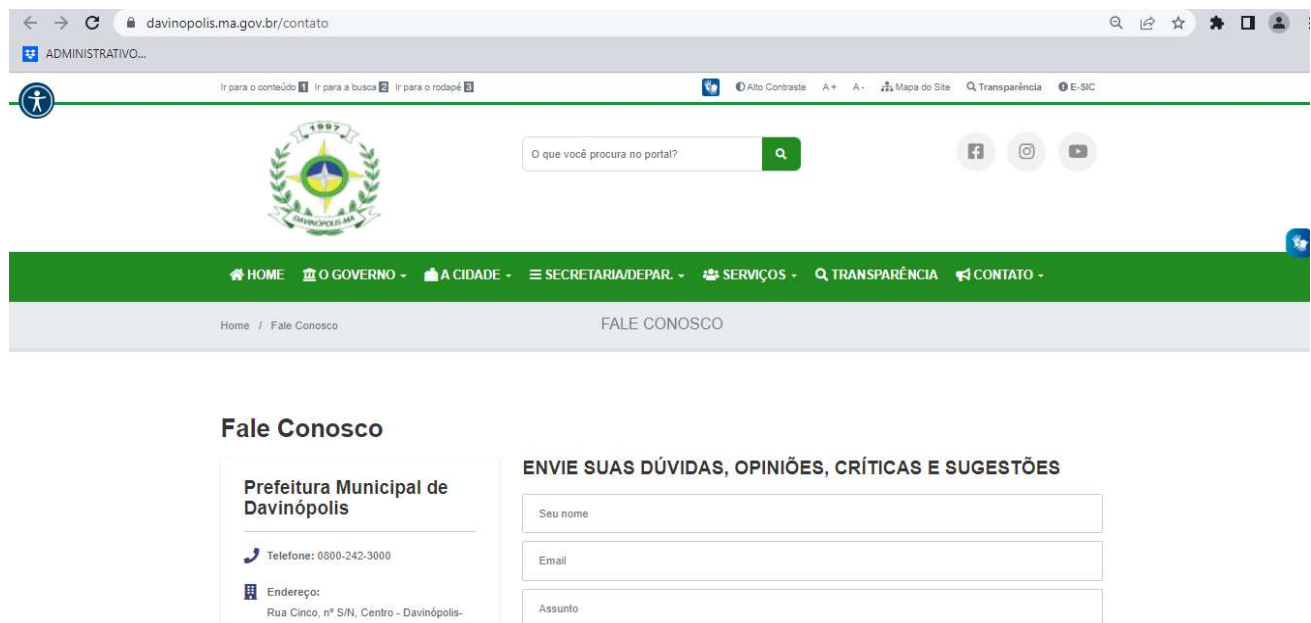 davinopolis.ma.gov.br/contato
ADMINISTRATIVO...
Ir para o conteúdo 1 Ir para a busca 2 Ir para o rodapé 3
Alto Contraste A+ A- Mapa do Site Transparência E-SIC
1997
DAVINÓPOLIS-MA
O que você procura no portal?
HOME O GOVERNO A CIDADE SECRETARIA/DEPAR. SERVIÇOS TRANSPARÊNCIA CONTATO
Home / Fale Conosco
FALE CONOSCO
Fale Conosco
Prefeitura Municipal de
Davinópolis
Telefone: 0800-242-3000
Endereço:
Rua Cinco, nº S/N, Centro - Davinópolis-
ENVIE SUAS DÚVIDAS, OPINIÕES, CRÍTICAS E SUGESTÕES
Seu nome
Email
Assunto